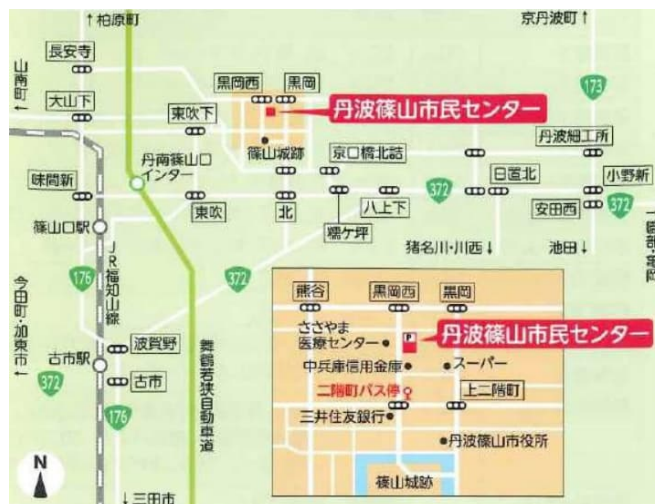 ↑柏原町
京丹波町↑
長安寺
山南町↑
黒岡西
黒岡
173
大山下
東吹下
丹波篠山市民センター
篠山城跡
丹波細工所
丹南篠山口
インター
京口橋北詰
味間新
372
日置北
小野新
篠山口駅
東吹
北
糯ケ坪
八上下
安田西
372
園部・亀岡
猪名川・川西↓
池田↓
JR福知山線
176
372
今田町・加東市↑
舞鶴若狭自動車道
熊谷
黒岡西
黒岡
P
丹波篠山市民センター
ささやま
医療センター
波賀野
中兵庫信用金庫
スーパー
古市駅
372
古市
二階町バス停
上二階町
176
三井住友銀行
丹波篠山市役所
N
篠山城跡
↓三田市